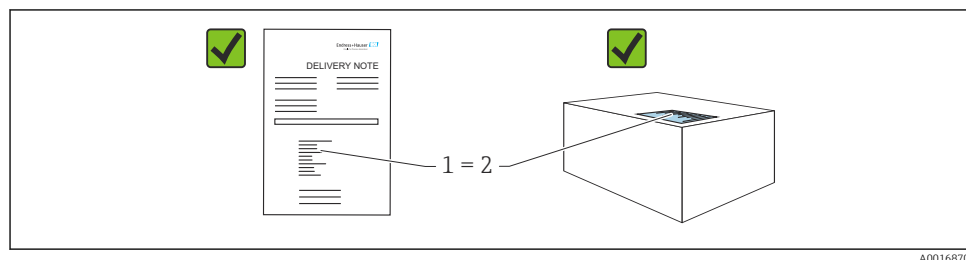 Endress+Hauser
DELIVERY NOTE
1 = 2
A0016870